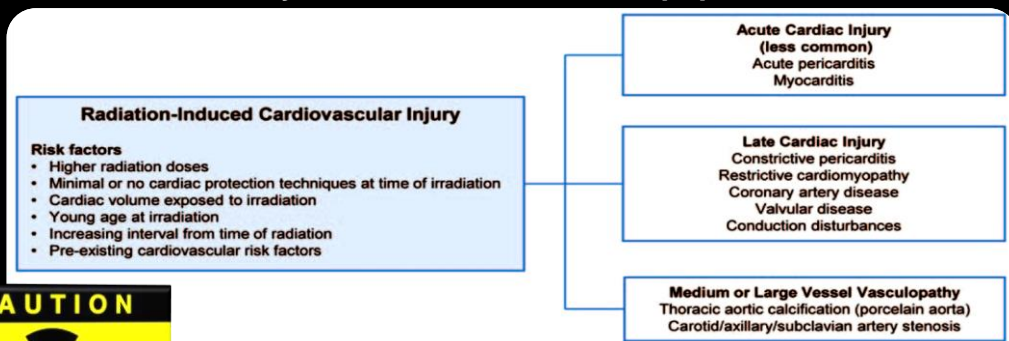 Radiation-Induced Cardiovascular Injury
Risk factors
• Higher radiation doses
• Minimal or no cardiac protection techniques at time of irradiation
• Cardiac volume exposed to irradiation
• Young age at irradiation
• Increasing interval from time of radiation
• Pre-existing cardiovascular risk factors
Acute Cardiac Injury
(less common)
Acute pericarditis
Myocarditis
Late Cardiac Injury
Constrictive pericarditis
Restrictive cardiomyopathy
Coronary artery disease
Valvular disease
Conduction disturbances
Medium or Large Vessel Vasculopathy
Thoracic aortic calcification (porcelain aorta)
Carotid/axillary/subclavian artery stenosis
AUTION